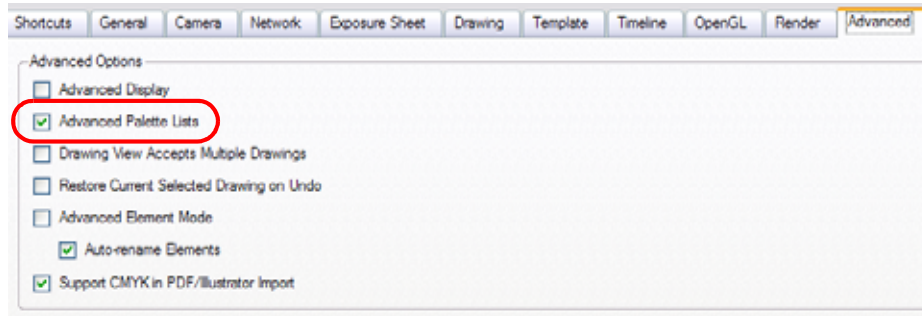 Shortcuts General Camera Network Exposure Sheet Drawing Template Timeline OpenGL Render Advanced
Advanced Options
Advanced Display
Advanced Palette Lists
Drawing View Accepts Multiple Drawings
Restore Current Selected Drawing on Undo
Advanced Element Mode
Auto-rename Elements
Support CMYK in PDF/Illustrator Import